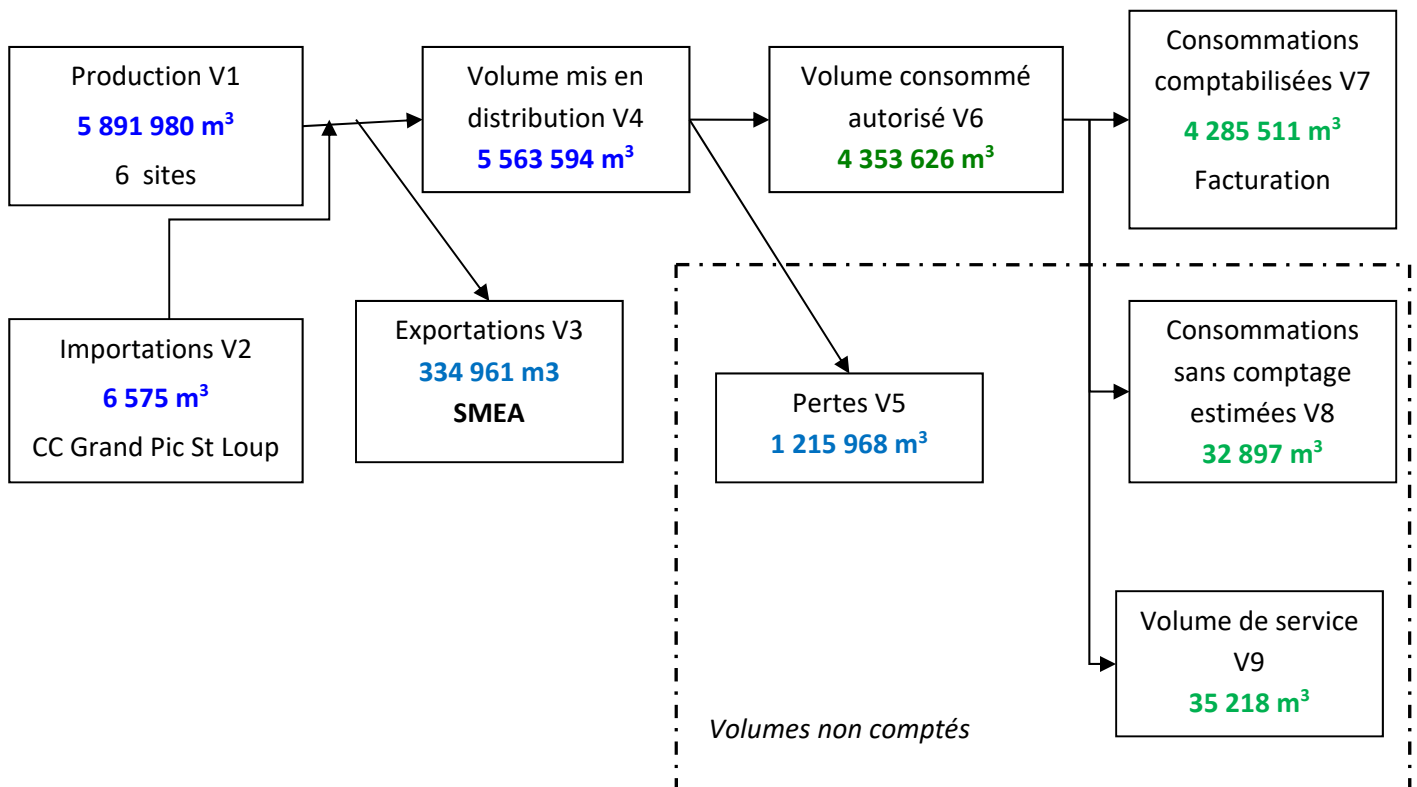 Production V1
5 891 980 m³
6 sites
Volume mis en
distribution V4
5 563 594 m³
Volume consommé
autorisé V6
4 353 626 m³
Consommations
comptabilisées V7
4 285 511 m³
Facturation
Importations V2
6 575 m³
CC Grand Pic St Loup
Exportations V3
334 961 m3
SMEA
Pertes V5
1 215 968 m³
Consommations
sans comptage
estimées V8
32 897 m³
Volume de service
V9
35 218 m³
Volumes non comptés